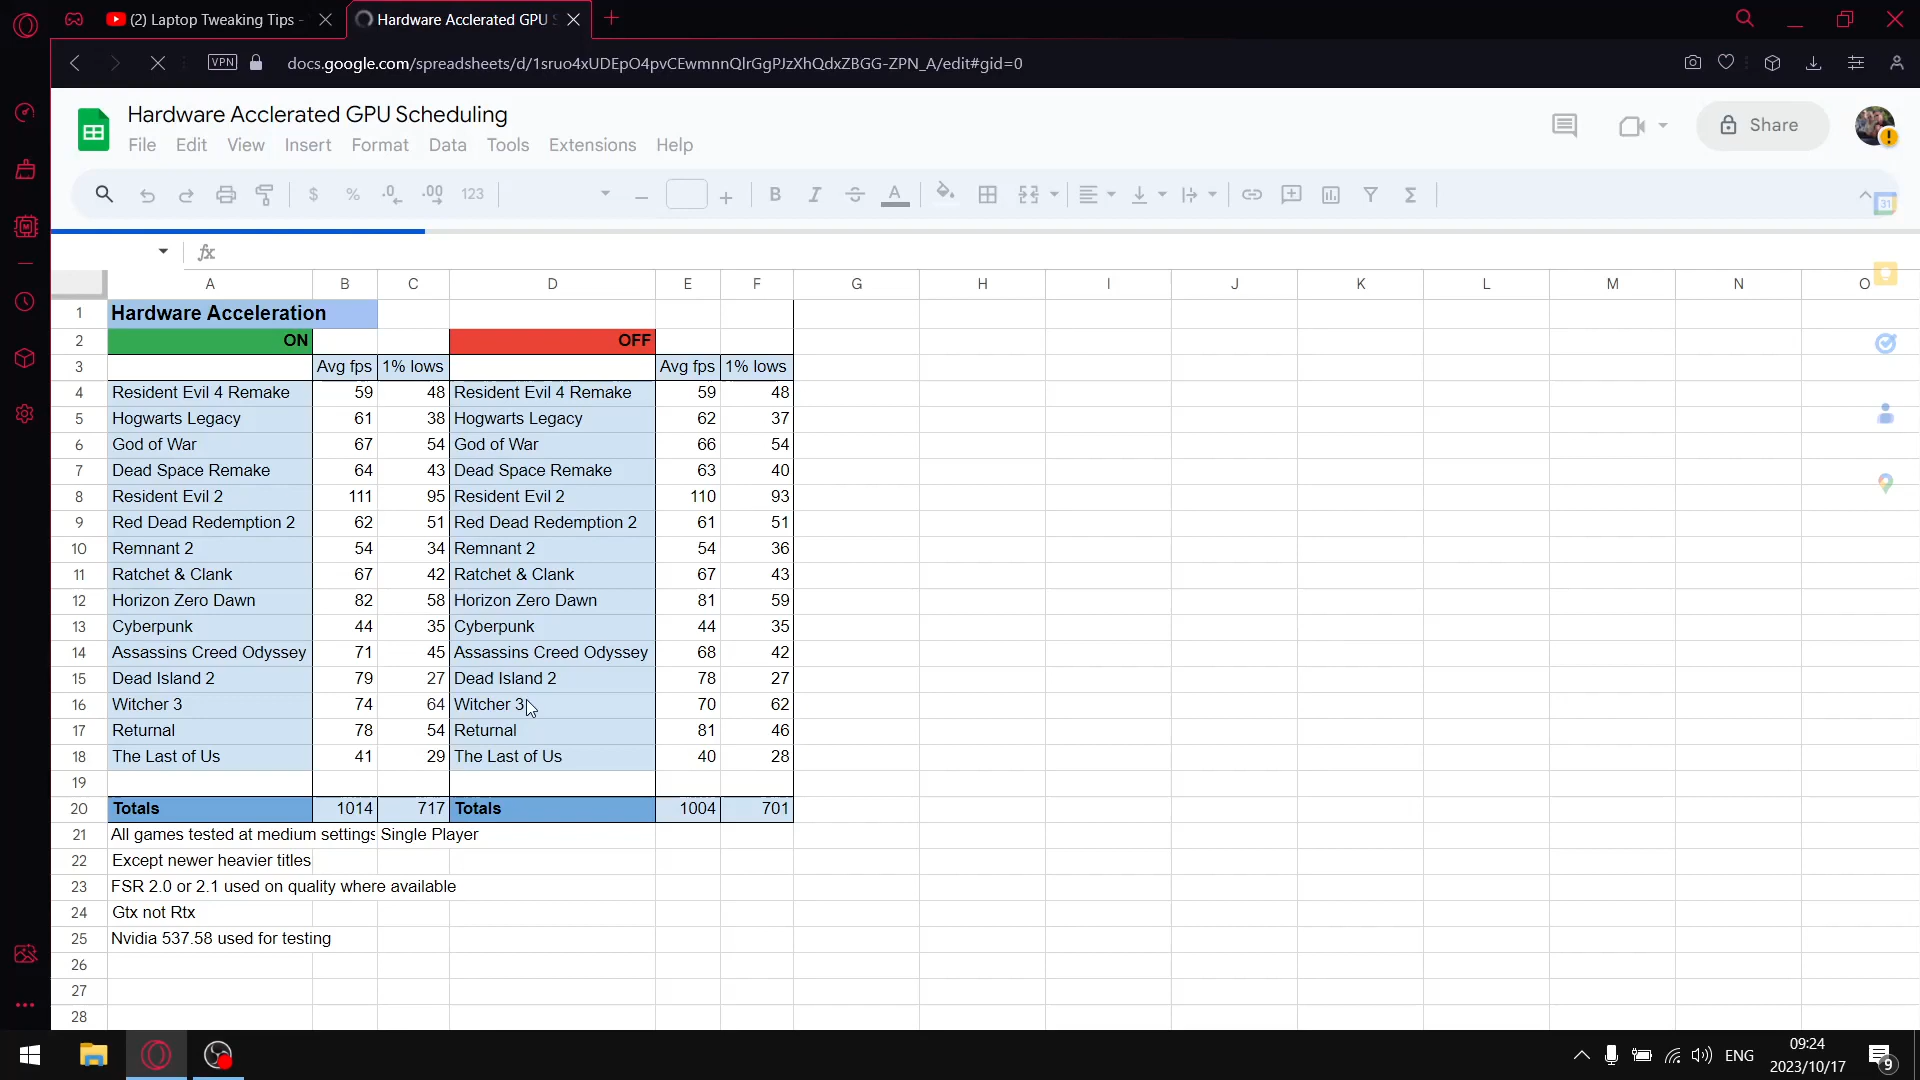 (2) Laptop Tweaking Tips -
Hardware Acclerated GPU S
VPN
docs.google.com/spreadsheets/d/1sruo4xUDEpO4pvCEwmnnQIrGgPJzXhQdxZBGG-ZPN_A/edit#gid=0
Hardware Acclerated GPU Scheduling
File Edit View Insert Format Data Tools Extensions Help
Share
$ % .0 .00 123
B I S A
31
fx
A B C D E F G H I J K L M N O
1 Hardware Acceleration
2 ON OFF
3 Avg fps 1% lows Avg fps 1% lows
4 Resident Evil 4 Remake 59 48 Resident Evil 4 Remake 59 48
5 Hogwarts Legacy 61 38 Hogwarts Legacy 62 37
6 God of War 67 54 God of War 66 54
7 Dead Space Remake 64 43 Dead Space Remake 63 40
8 Resident Evil 2 111 95 Resident Evil 2 110 93
9 Red Dead Redemption 2 62 51 Red Dead Redemption 2 61 51
10 Remnant 2 54 34 Remnant 2 54 36
11 Ratchet & Clank 67 42 Ratchet & Clank 67 43
12 Horizon Zero Dawn 82 58 Horizon Zero Dawn 81 59
13 Cyberpunk 44 35 Cyberpunk 44 35
14 Assassins Creed Odyssey 71 45 Assassins Creed Odyssey 68 42
15 Dead Island 2 79 27 Dead Island 2 78 27
16 Witcher 3 74 64 Witcher 3 70 62
17 Returnal 78 54 Returnal 81 46
18 The Last of Us 41 29 The Last of Us 40 28
19
20 Totals 1014 717 Totals 1004 701
21 All games tested at medium settings Single Player
22 Except newer heavier titles
23 FSR 2.0 or 2.1 used on quality where available
24 Gtx not Rtx
25 Nvidia 537.58 used for testing
26
27
28
ENG
09:24
2023/10/17
9